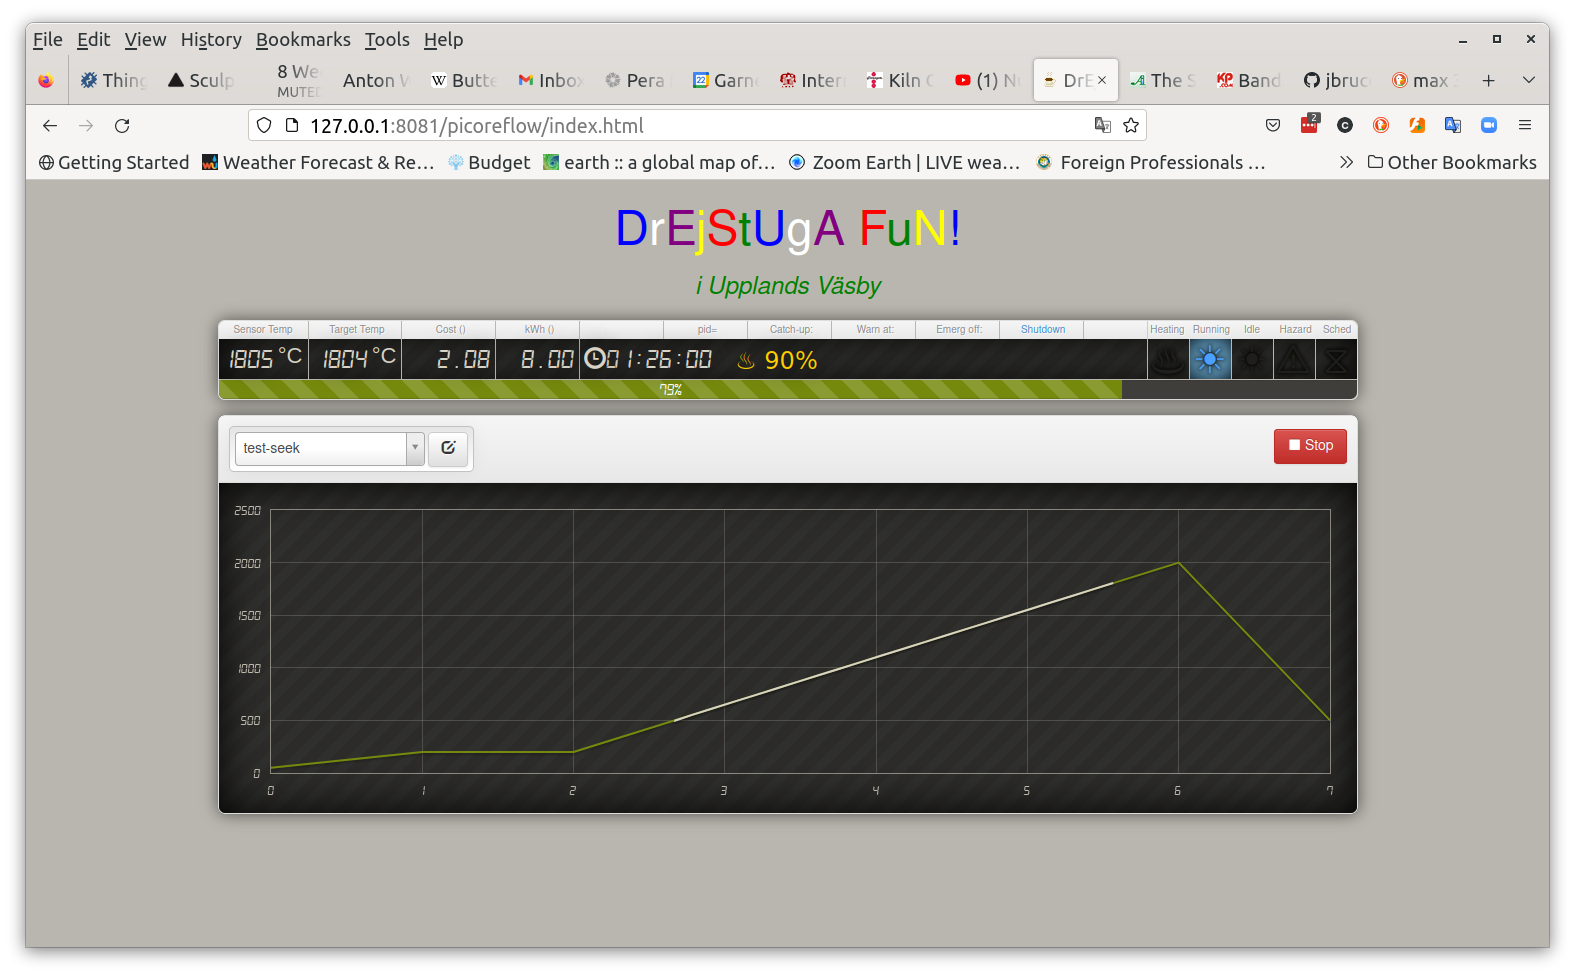 File Edit View History Bookmarks Tools Help
Thing Sculp 8 We Anton W Butte Inbox Pera Garne Inter Kiln (1) N DrE The S Band jbruc max
MUTED
127.0.0.1:8081/picoreflow/index.html 2
Getting Started Weather Forecast & Re... Budget earth :: a global map of... Zoom Earth | LIVE wea... Foreign Professionals ... Other Bookmarks
DrEjStUgA FuN!
i Upplands Väsby
Sensor Temp Target Temp Cost () kWh () pid= Catch-up: Warn at: Emerg off: Shutdown Heating Running Idle Hazard Sched
1805 °C 1804 °C 2.08 8.00 01:26:00 90%
79%
test-seek Stop
2500
2000
1500
1000
500
0
0 1 2 3 4 5 6 7